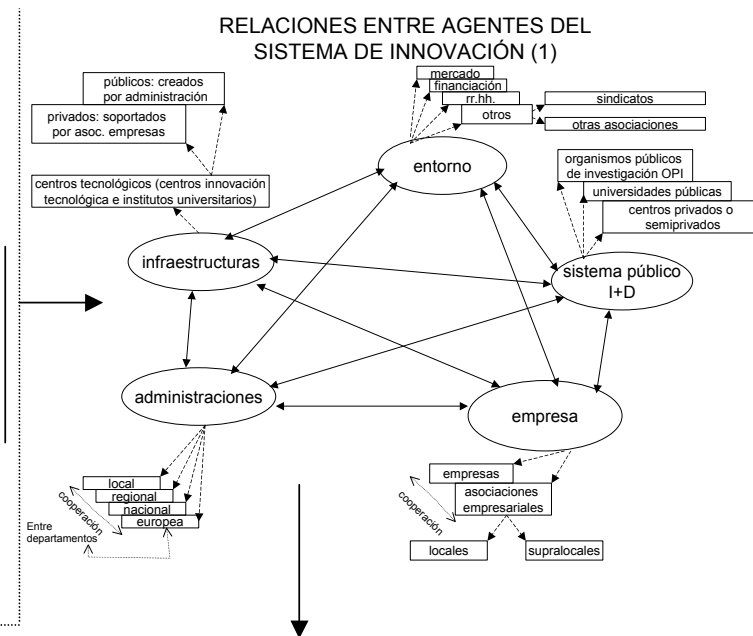 RELACIONES ENTRE AGENTES DEL
SISTEMA DE INNOVACIÓN (1)
públicos: creados
por administración
privados: soportados
por asoc. empresas
centros tecnológicos (centros innovación
tecnológica e institutos universitarios)
mercado
financiación
rr.hh.
otros
sindicatos
otras asociaciones
entorno
organismos públicos
de investigación OPI
universidades públicas
centros privados o
semiprivados
infraestructuras
sistema público
I+D
administraciones
empresa
local
regional
nacional
europea
cooperación
Entre
departamentos
empresas
asociaciones
empresariales
cooperación
locales
supralocales